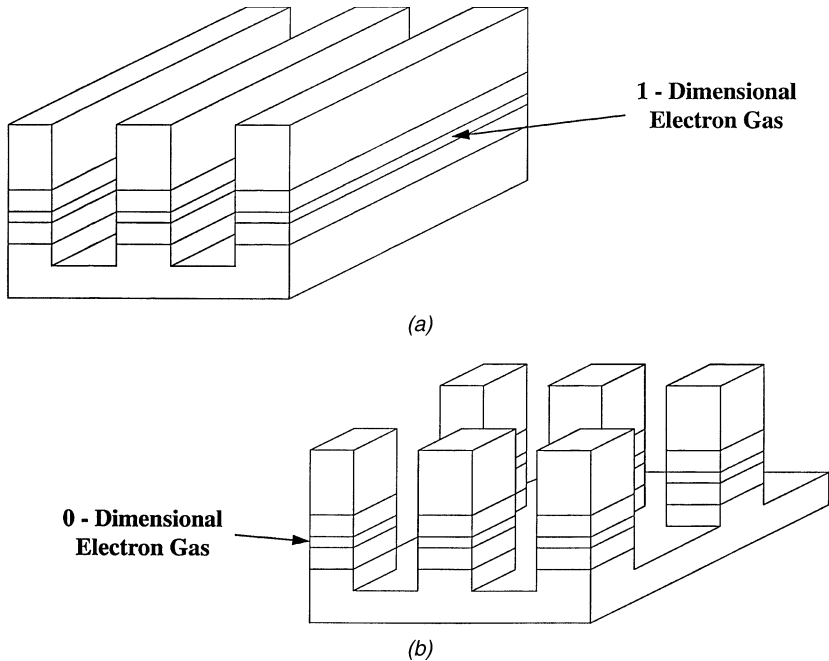 1 - Dimensional
Electron Gas
(a)
0 - Dimensional
Electron Gas
(b)